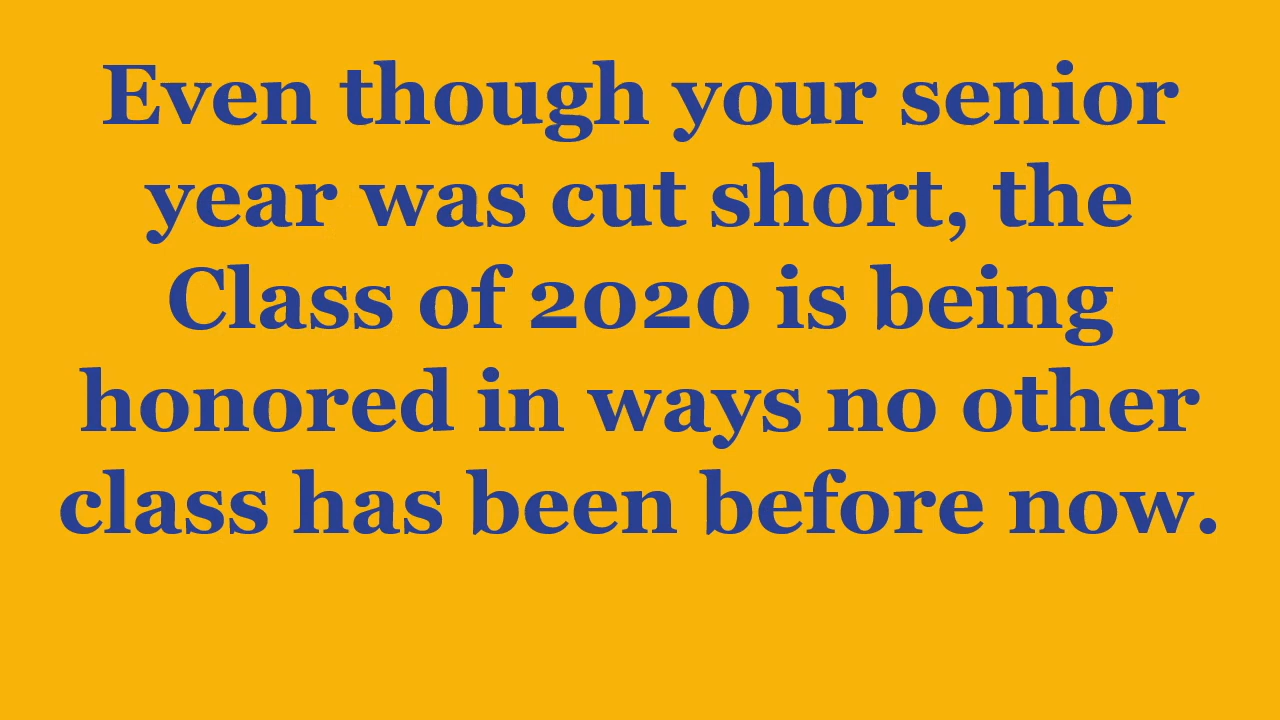 Even though your senior
year was cut short, the
Class of 2020 is being
honored in ways no other
class has been before now.